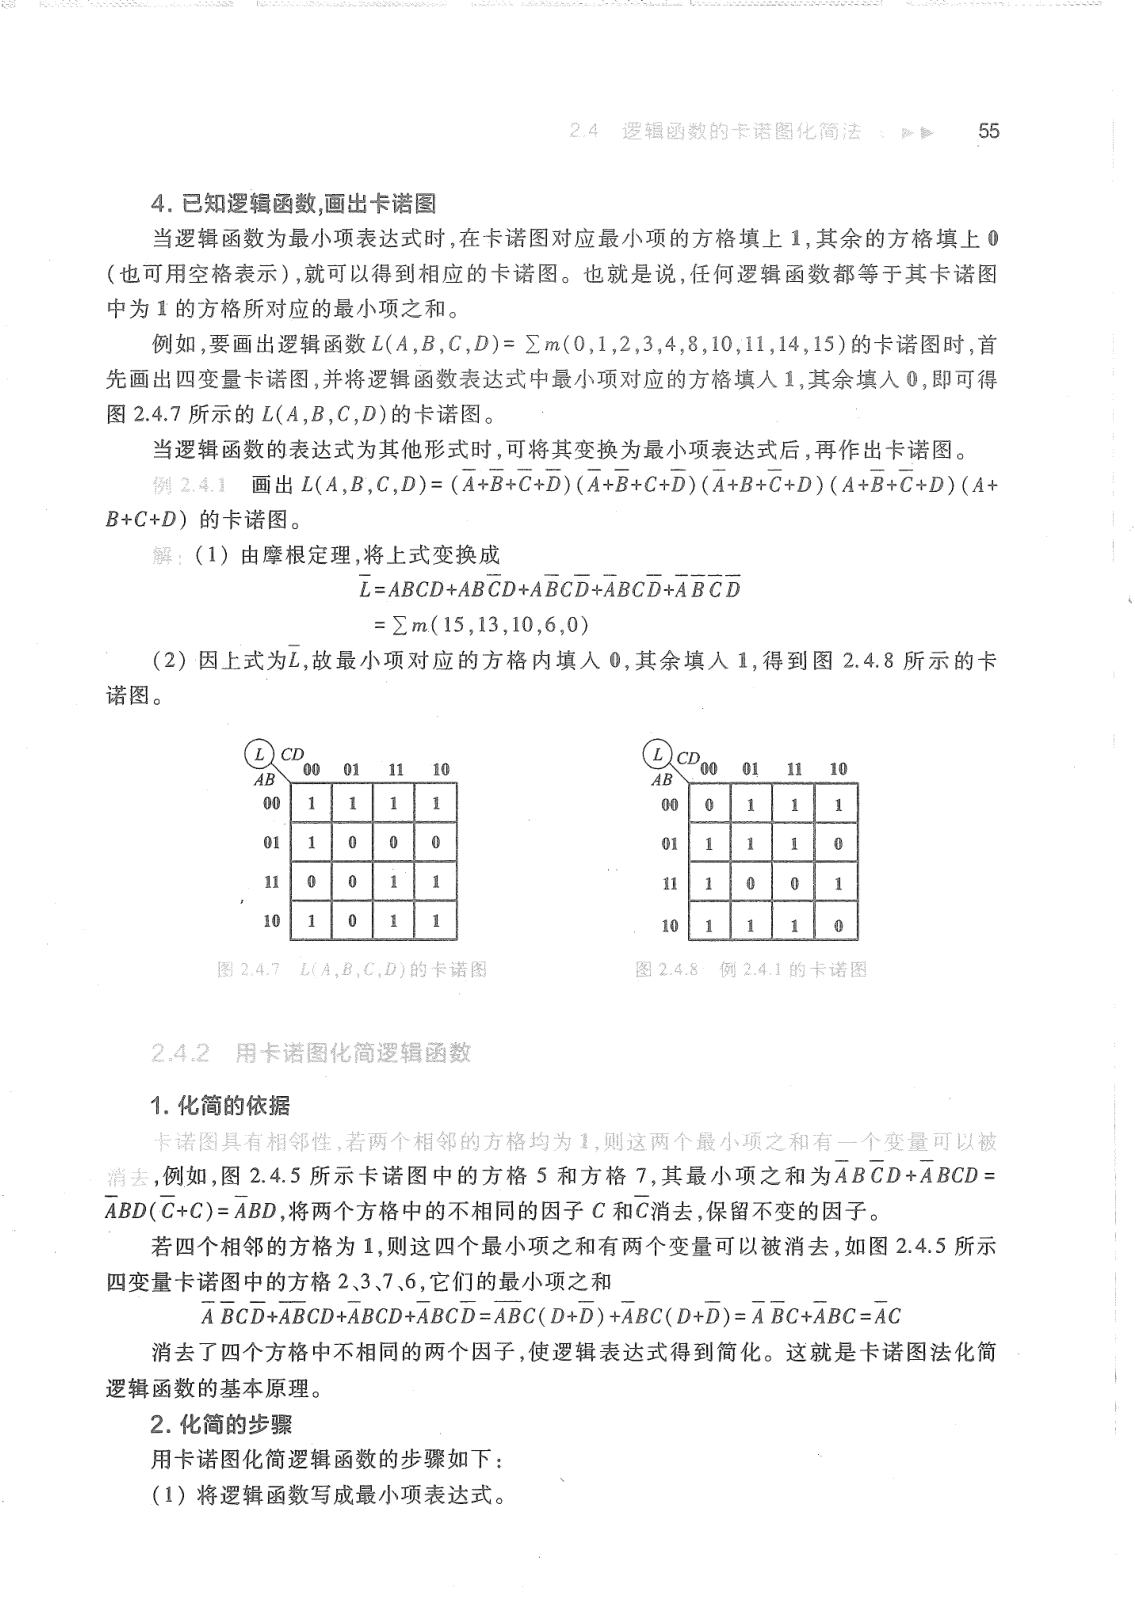 2.4 逻辑函数的卡诺图化简法 55
4. 已知逻辑函数,画出卡诺图
当逻辑函数为最小项表达式时,在卡诺图对应最小项的方格填上 1,其余的方格填上 0
(也可用空格表示),就可以得到相应的卡诺图。也就是说,任何逻辑函数都等于其卡诺图
中为 1 的方格所对应的最小项之和。
例如,要画出逻辑函数 L(A,B,C,D)= ∑m(0,1,2,3,4,8,10,11,14,15)的卡诺图时,首
先画出四变量卡诺图,并将逻辑函数表达式中最小项对应的方格填入 1,其余填入 0,即可得
图 2.4.7 所示的 L(A,B,C,D)的卡诺图。
当逻辑函数的表达式为其他形式时,可将其变换为最小项表达式后,再作出卡诺图。
例 2.4.1 画出 L(A,B,C,D)= (A̅+B̅+C̅+D̅)(A̅+B̅+C+D̅)(A̅+B+C̅+D)(A+B̅+C̅+D)(A+
B+C+D) 的卡诺图。
解: (1) 由摩根定理,将上式变换成
L̅=ABCD+ABC̅D+AB̅CD̅+A̅BCD̅+A̅B̅C̅D̅
=∑m(15,13,10,6,0)
(2) 因上式为L̅,故最小项对应的方格内填入 0,其余填入 1,得到图 2.4.8 所示的卡
诺图。
L CD
AB 00 01 11 10
00 1 1 1 1
01 1 0 0 0
11 0 0 1 1
10 1 0 1 1
图 2.4.7 L(A,B,C,D)的卡诺图
L CD
AB 00 01 11 10
00 0 1 1 1
01 1 1 1 0
11 1 0 0 1
10 1 1 1 0
图 2.4.8 例 2.4.1 的卡诺图
2.4.2 用卡诺图化简逻辑函数
1. 化简的依据
卡诺图具有相邻性,若两个相邻的方格均为 1,则这两个最小项之和有一个变量可以被
消去,例如,图 2.4.5 所示卡诺图中的方格 5 和方格 7,其最小项之和为A̅BC̅D+A̅BCD=
A̅BD(C̅+C)=A̅BD,将两个方格中的不相同的因子 C 和C̅消去,保留不变的因子。
若四个相邻的方格为 1,则这四个最小项之和有两个变量可以被消去,如图 2.4.5 所示
四变量卡诺图中的方格 2、3、7、6,它们的最小项之和
A̅B̅CD̅+A̅B̅CD+A̅BCD+A̅BCD̅=A̅B̅C(D+D̅)+A̅BC(D+D̅)=A̅B̅C+A̅BC=A̅C
消去了四个方格中不相同的两个因子,使逻辑表达式得到简化。这就是卡诺图法化简
逻辑函数的基本原理。
2. 化简的步骤
用卡诺图化简逻辑函数的步骤如下:
(1) 将逻辑函数写成最小项表达式。